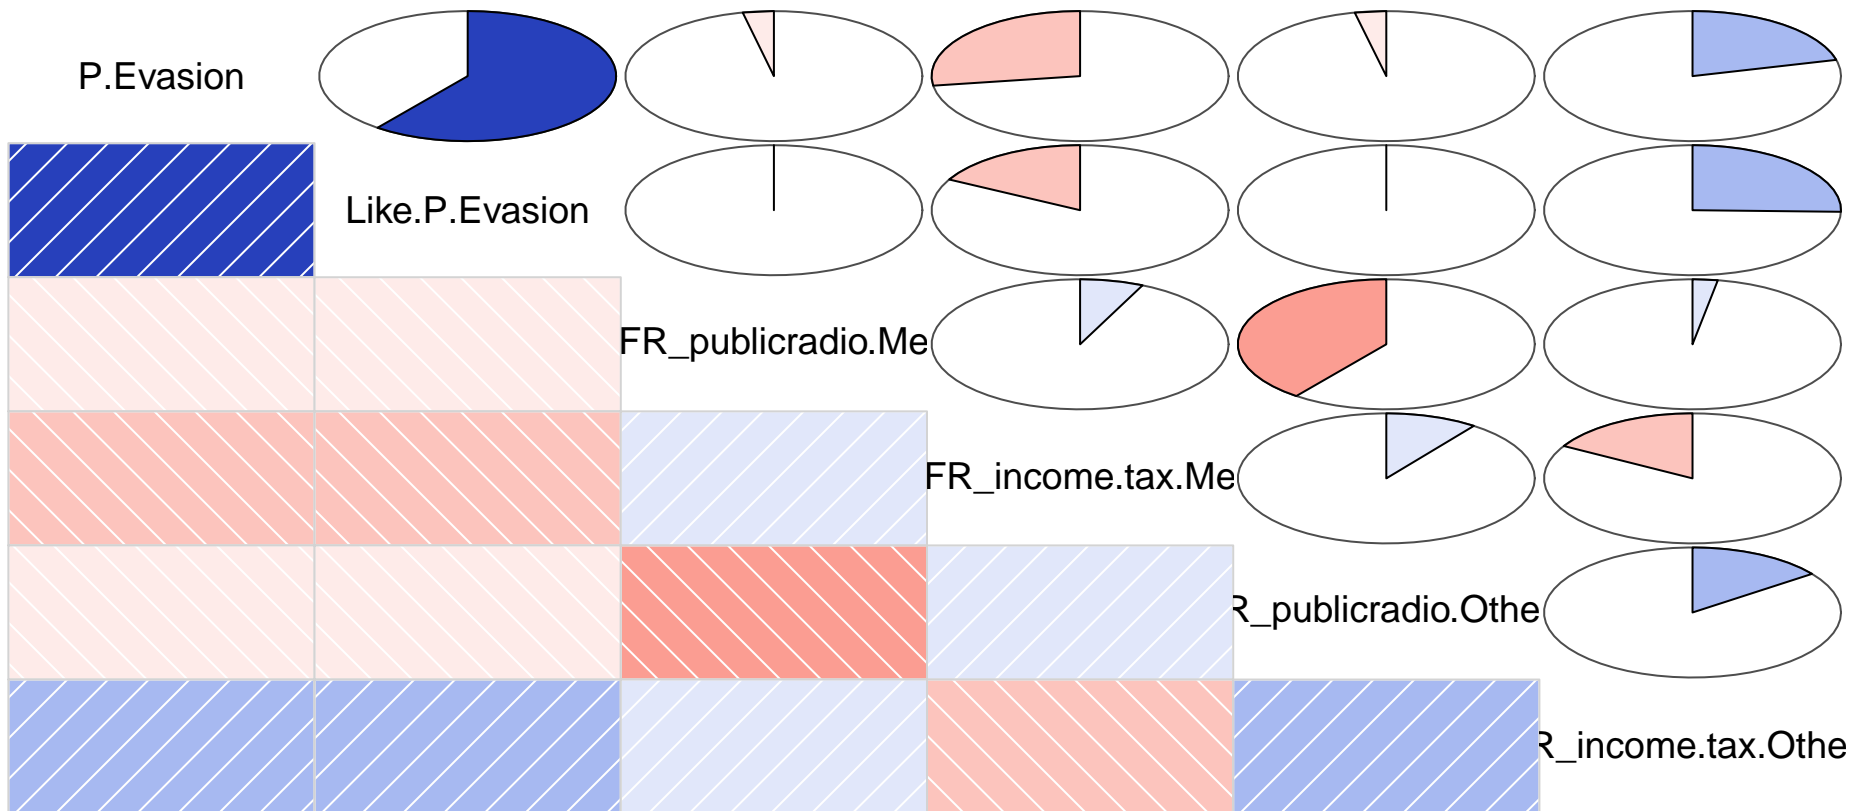 P.Evasion
Like.P.Evasion
FR_publicradio.Me
FR_income.tax.Me
R_publicradio.Othe
R_income.tax.Othe